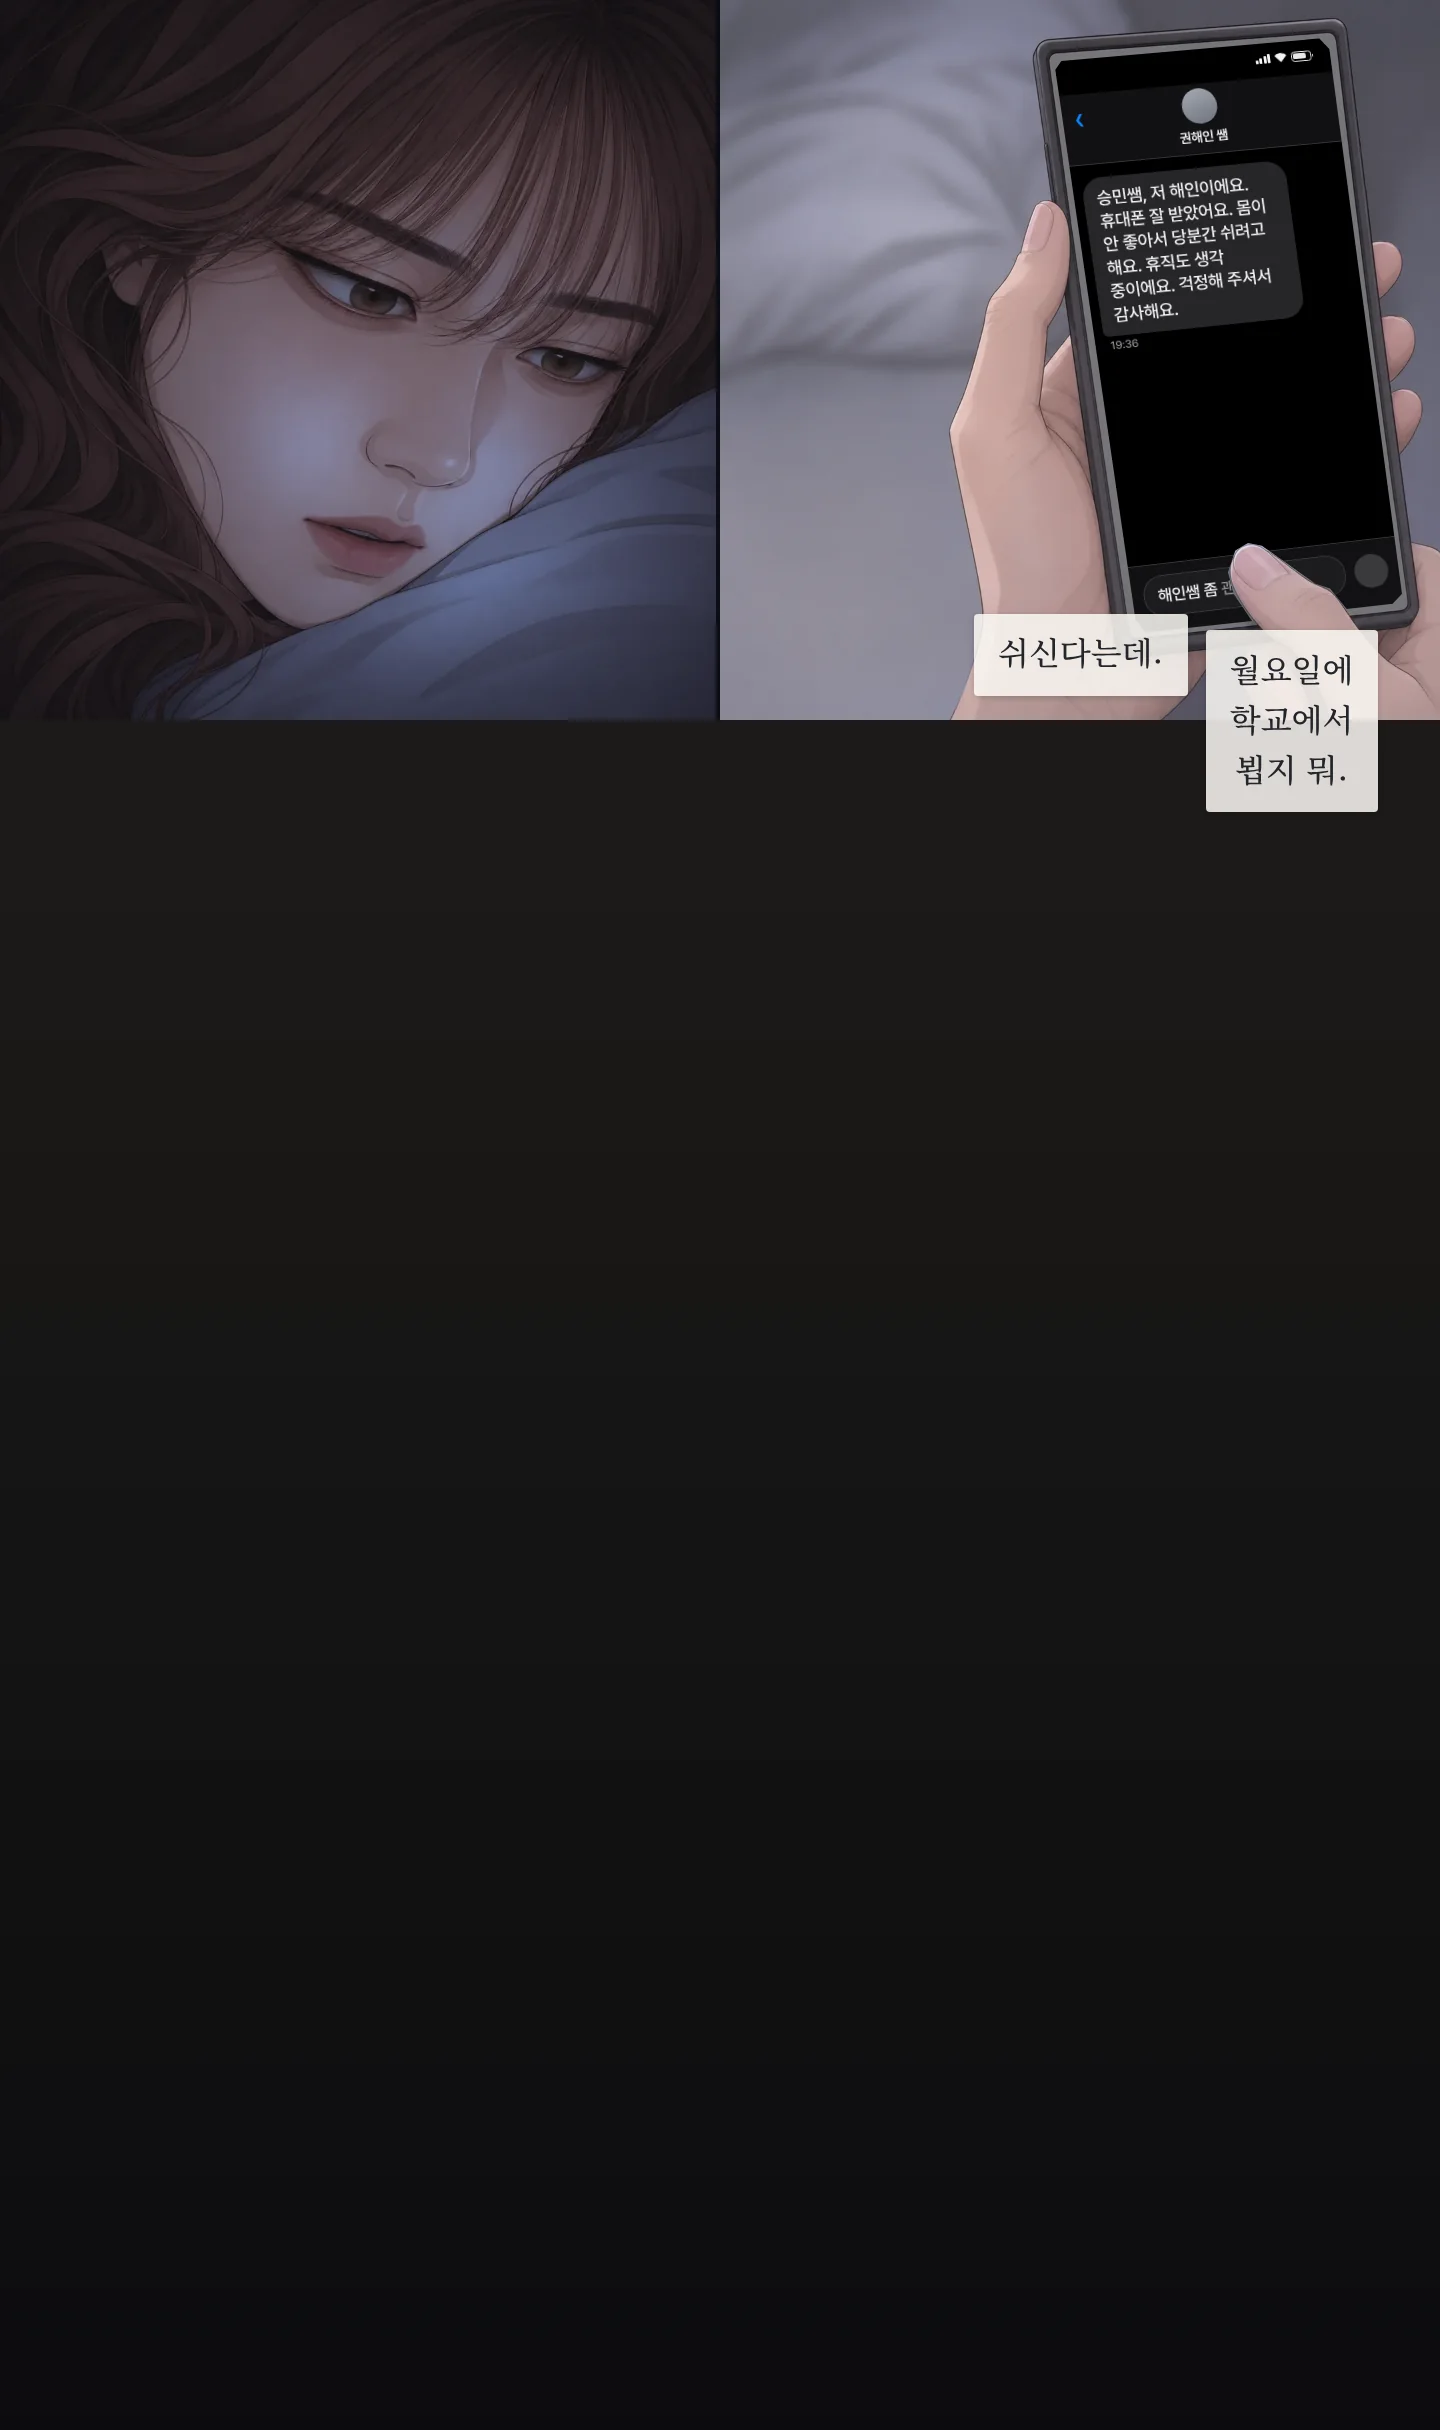 권해인 쌤
승민쌤, 저 해인이에요.
휴대폰 잘 받았어요. 몸이
안 좋아서 당분간 쉬려고
해요. 휴직도 생각
중이에요. 걱정해 주셔서
감사해요.
19:36
해인쌤 좀
쉬신다는데.
월요일에
학교에서
뵙지 뭐.